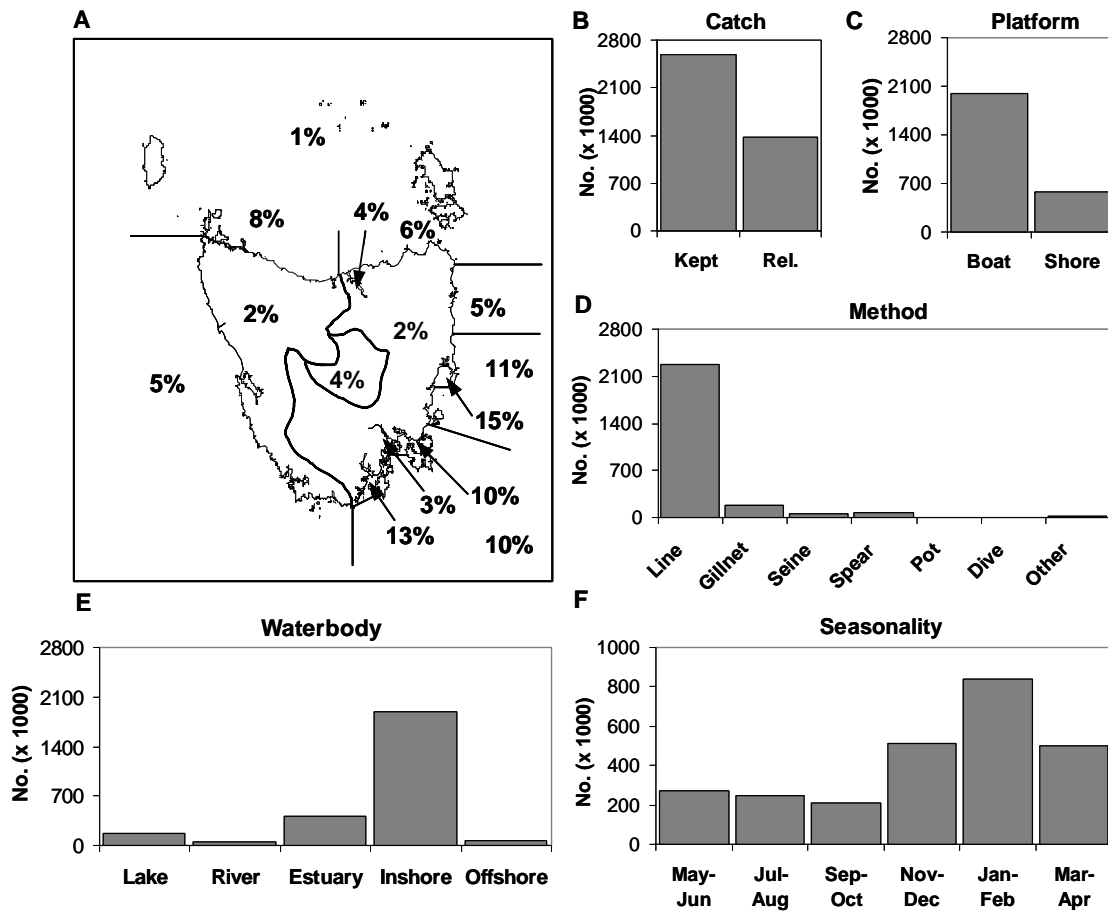 A
1%
8%
4%
6%
2%
2%
5%
4%
11%
5%
15%
3%
10%
13%
10%
B
Catch
No. (x 1000)
2800
2100
1400
700
0
Kept Rel.
C
Platform
No. (x 1000)
2800
2100
1400
700
0
Boat Shore
D
Method
No. (x 1000)
2800
2100
1400
700
0
Line Gillnet Seine Spear Pot Dive Other
E
Waterbody
No. (x 1000)
2800
2100
1400
700
0
Lake River Estuary Inshore Offshore
F
Seasonality
No. (x 1000)
1000
800
600
400
200
0
May- Jul- Sep- Nov- Jan- Mar-
Jun Aug Oct Dec Feb Apr